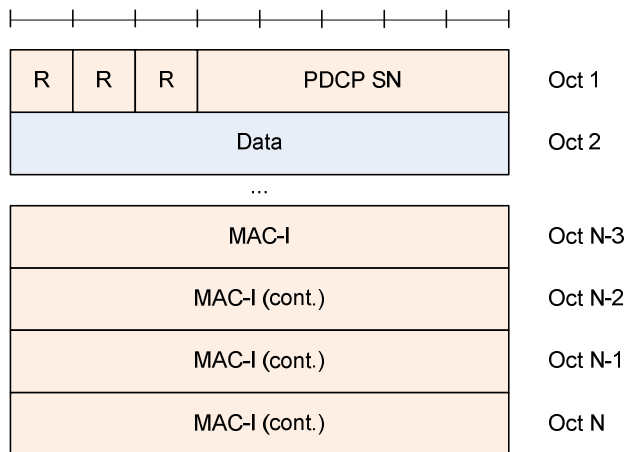 R R R PDCP SN Oct 1
Data Oct 2
...
MAC-I Oct N-3
MAC-I (cont.) Oct N-2
MAC-I (cont.) Oct N-1
MAC-I (cont.) Oct N